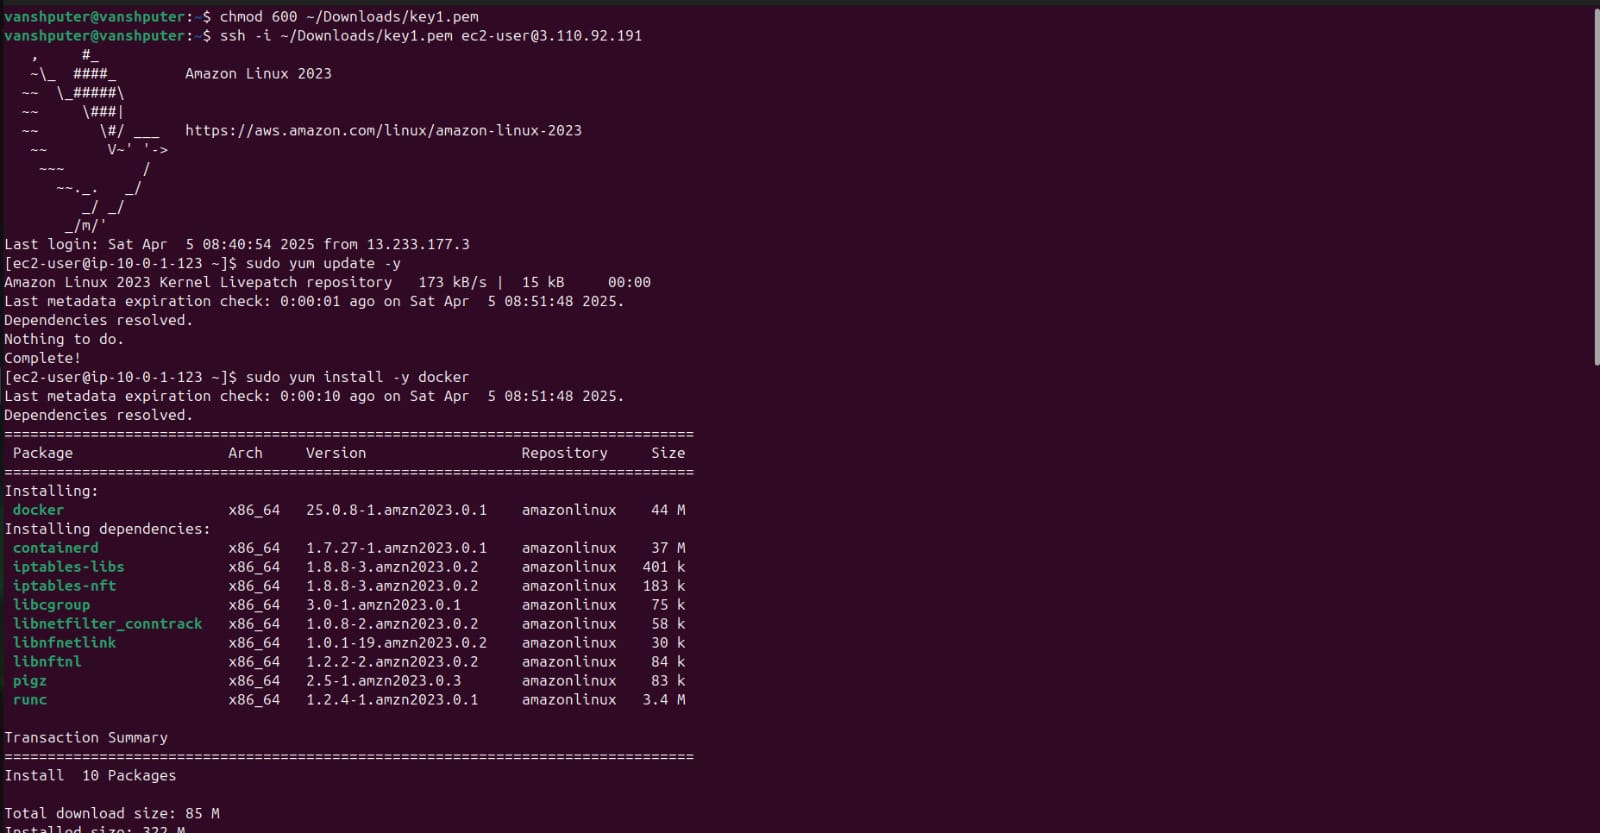 vanshputer@vanshputer:~$ chmod 600 ~/Downloads/key1.pem
vanshputer@vanshputer:~$ ssh -i ~/Downloads/key1.pem ec2-user@3.110.92.191
   ,     #_
   ~\_  ####_        Amazon Linux 2023
  ~~  \_#####\
  ~~     \###|
  ~~       \#/ ___   https://aws.amazon.com/linux/amazon-linux-2023
   ~~       V~' '->
    ~~~         /
      ~~._.   _/
         _/ _/
       _/m/'
Last login: Sat Apr  5 08:40:54 2025 from 13.233.177.3
[ec2-user@ip-10-0-1-123 ~]$ sudo yum update -y
Amazon Linux 2023 Kernel Livepatch repository   173 kB/s |  15 kB     00:00
Last metadata expiration check: 0:00:01 ago on Sat Apr  5 08:51:48 2025.
Dependencies resolved.
Nothing to do.
Complete!
[ec2-user@ip-10-0-1-123 ~]$ sudo yum install -y docker
Last metadata expiration check: 0:00:10 ago on Sat Apr  5 08:51:48 2025.
Dependencies resolved.
================================================================================
 Package                  Arch     Version                  Repository     Size
================================================================================
Installing:
 docker                   x86_64   25.0.8-1.amzn2023.0.1    amazonlinux    44 M
Installing dependencies:
 containerd               x86_64   1.7.27-1.amzn2023.0.1    amazonlinux    37 M
 iptables-libs            x86_64   1.8.8-3.amzn2023.0.2     amazonlinux   401 k
 iptables-nft             x86_64   1.8.8-3.amzn2023.0.2     amazonlinux   183 k
 libcgroup                x86_64   3.0-1.amzn2023.0.1       amazonlinux    75 k
 libnetfilter_conntrack   x86_64   1.0.8-2.amzn2023.0.2     amazonlinux    58 k
 libnfnetlink             x86_64   1.0.1-19.amzn2023.0.2    amazonlinux    30 k
 libnftnl                 x86_64   1.2.2-2.amzn2023.0.2     amazonlinux    84 k
 pigz                     x86_64   2.5-1.amzn2023.0.3       amazonlinux    83 k
 runc                     x86_64   1.2.4-1.amzn2023.0.1     amazonlinux   3.4 M

Transaction Summary
================================================================================
Install  10 Packages

Total download size: 85 M
Installed size: 322 M